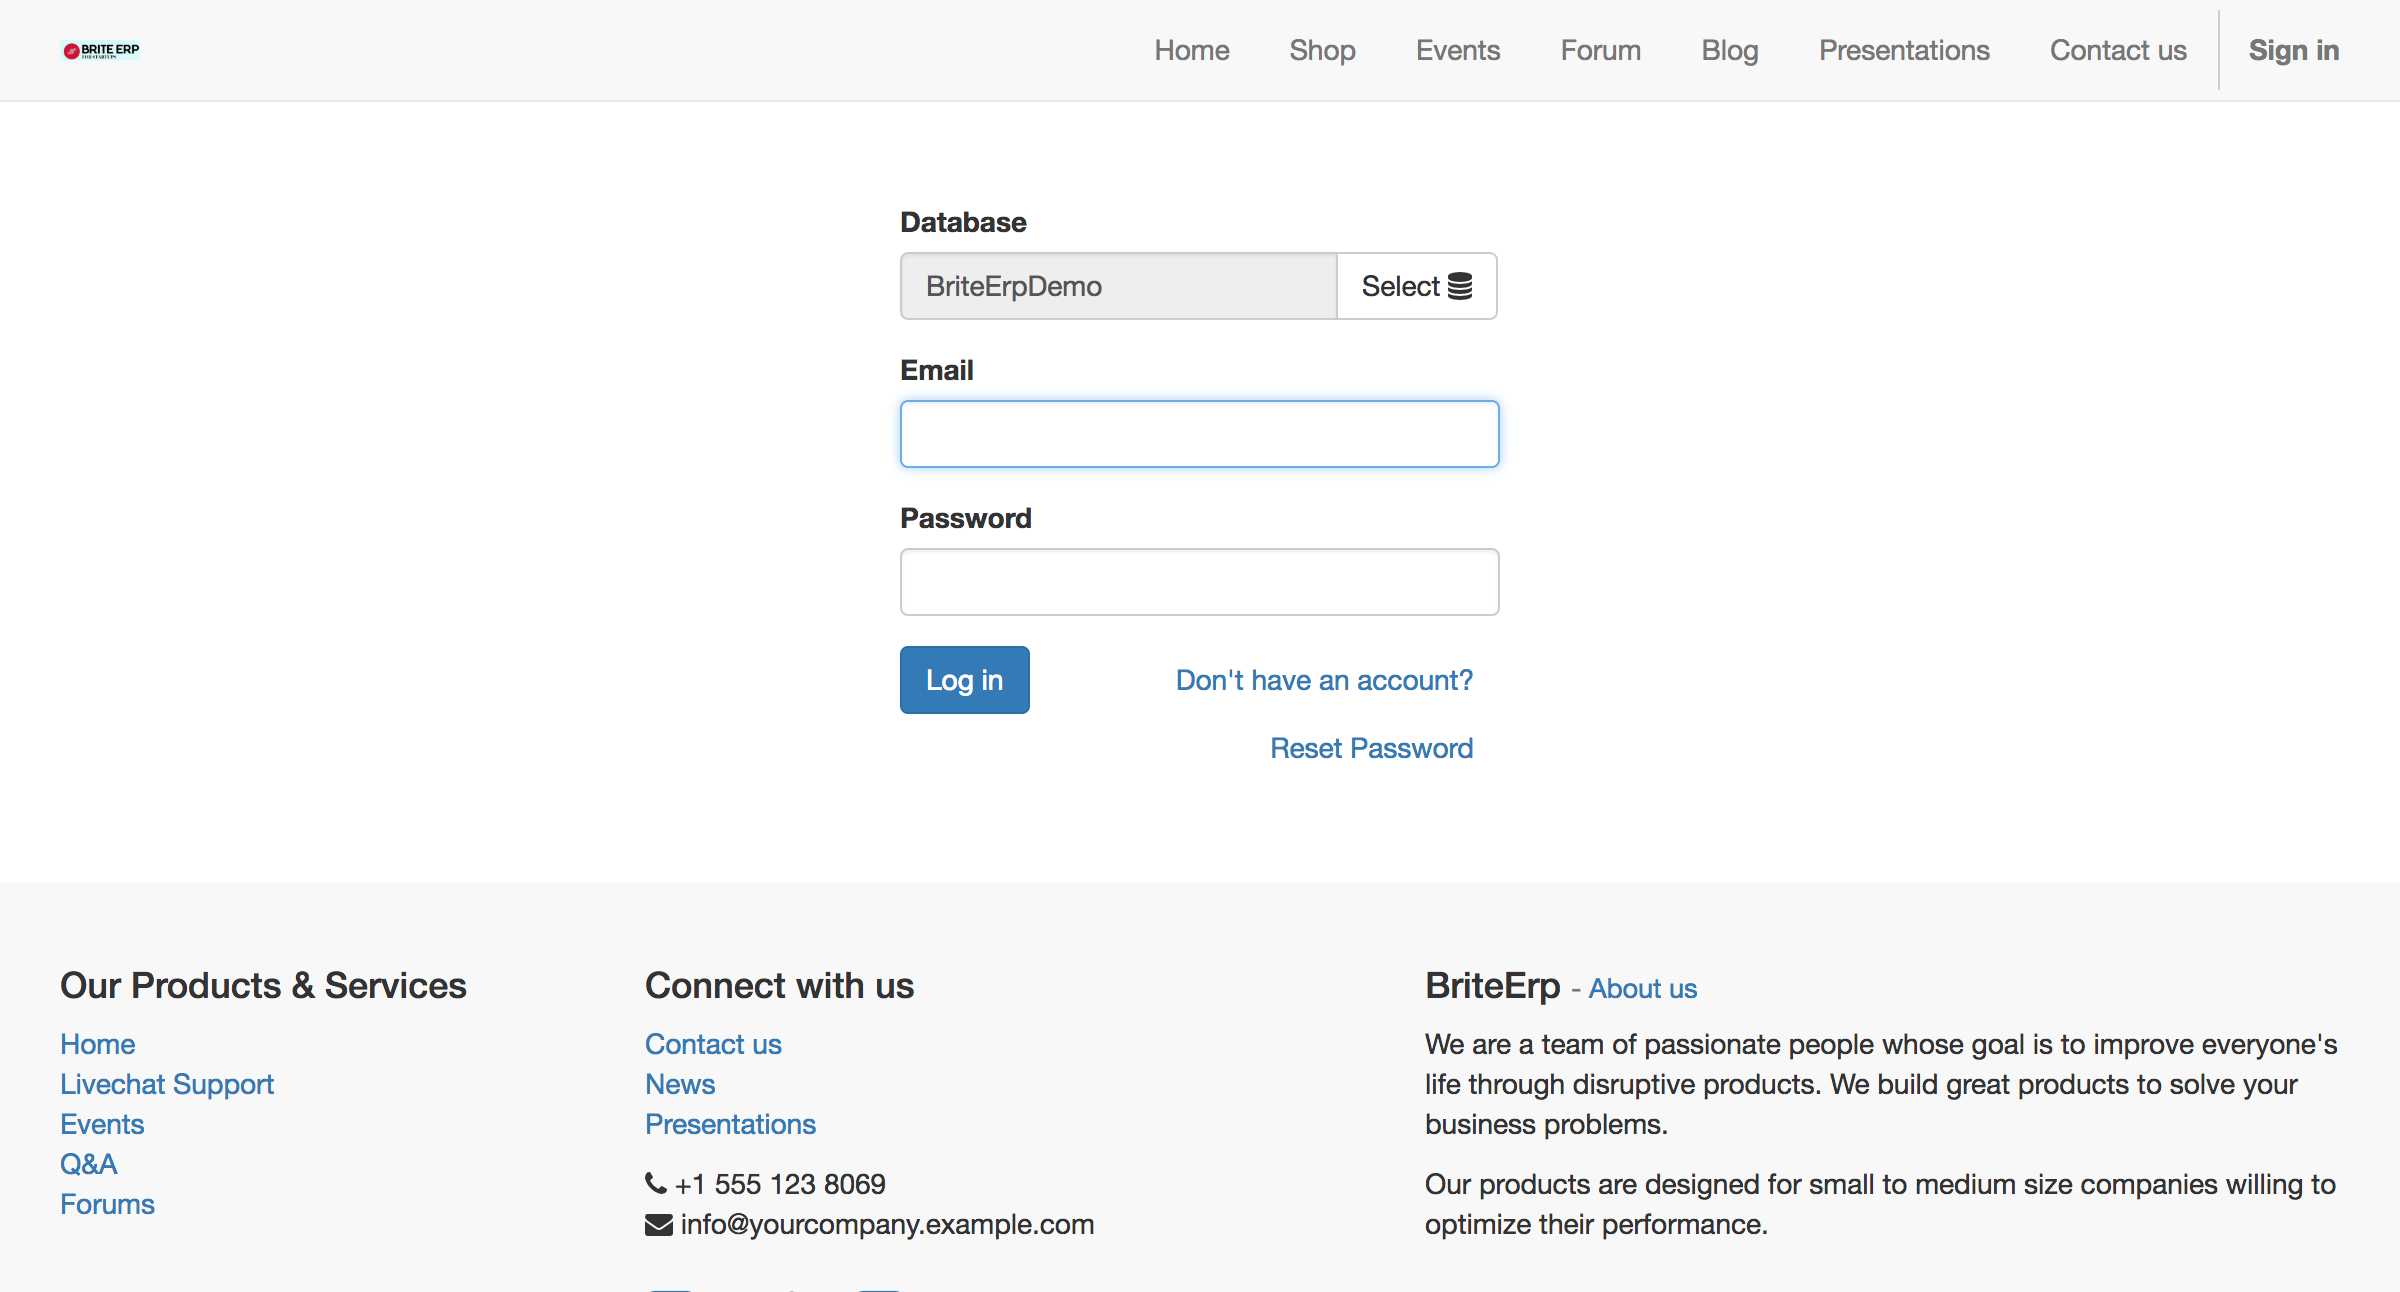 BRITE ERP
Home Shop Events Forum Blog Presentations Contact us Sign in
Database
BriteErpDemo Select
Email
Password
Log in Don't have an account?
Reset Password
Our Products & Services
Home
Livechat Support
Events
Q&A
Forums
Connect with us
Contact us
News
Presentations
+1 555 123 8069
info@yourcompany.example.com
BriteErp - About us
We are a team of passionate people whose goal is to improve everyone's
life through disruptive products. We build great products to solve your
business problems.
Our products are designed for small to medium size companies willing to
optimize their performance.